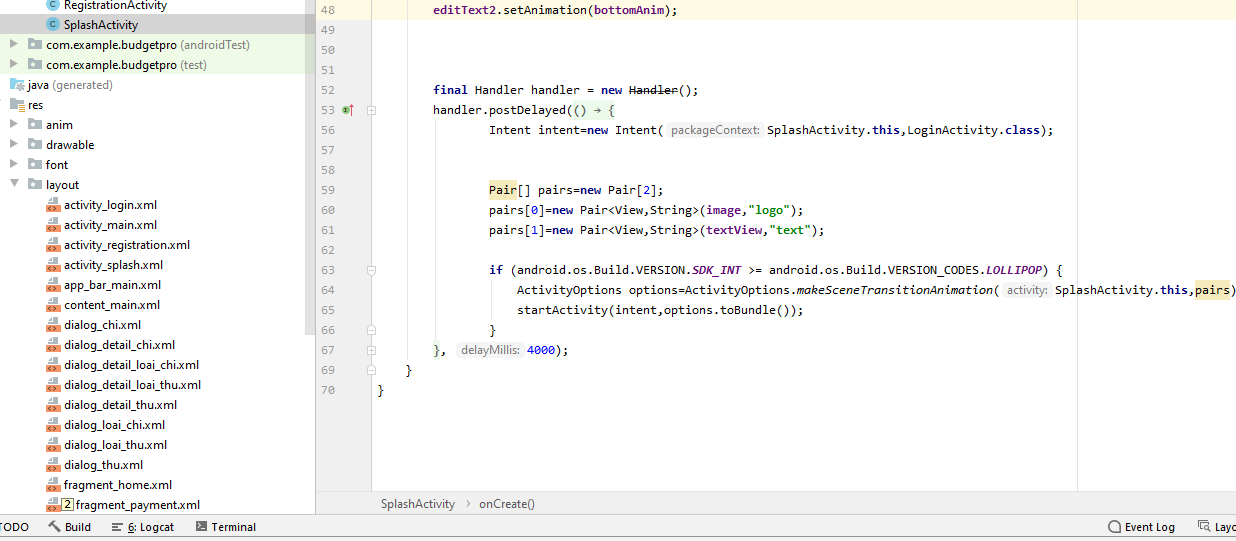 RegistrationActivity
SplashActivity
com.example.budgetpro (androidTest)
com.example.budgetpro (test)
java (generated)
res
anim
drawable
font
layout
activity_login.xml
activity_main.xml
activity_registration.xml
activity_splash.xml
app_bar_main.xml
content_main.xml
dialog_chi.xml
dialog_detail_chi.xml
dialog_detail_loai_chi.xml
dialog_detail_loai_thu.xml
dialog_detail_thu.xml
dialog_loai_chi.xml
dialog_loai_thu.xml
dialog_thu.xml
fragment_home.xml
2 fragment_payment.xml
48 editText2.setAnimation(bottomAnim);
49
50
51
52 final Handler handler = new Handler();
53 handler.postDelayed(() → {
56 Intent intent=new Intent( packageContext: SplashActivity.this,LoginActivity.class);
57
58
59 Pair[] pairs=new Pair[2];
60 pairs[0]=new Pair<View,String>(image,"logo");
61 pairs[1]=new Pair<View,String>(textView,"text");
62
63 if (android.os.Build.VERSION.SDK_INT >= android.os.Build.VERSION_CODES.LOLLIPOP) {
64 ActivityOptions options=ActivityOptions.makeSceneTransitionAnimation( activity: SplashActivity.this,pairs)
65 startActivity(intent,options.toBundle());
66 }
67 }, delayMillis: 4000);
69 }
70 }
SplashActivity > onCreate()
TODO Build 6: Logcat Terminal Event Log Layo